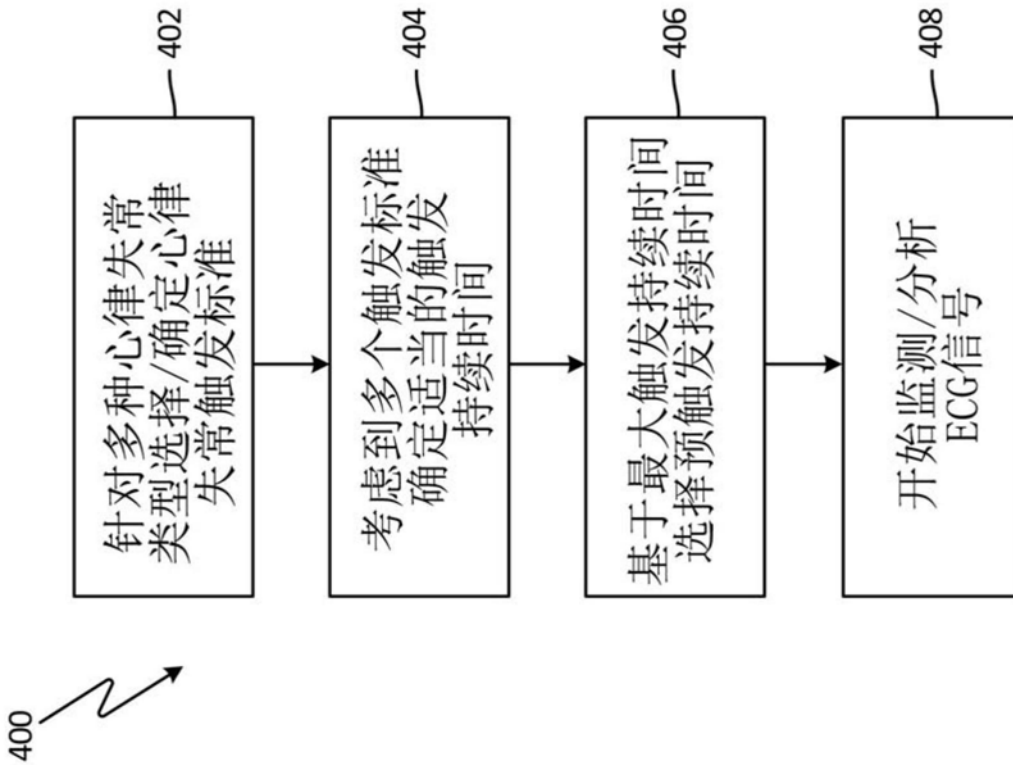 400
402
针对多种心律失常
类型选择/确定心律
失常触发标准
404
考虑到多个触发标准
确定适当的触发
持续时间
406
基于最大触发持续时间
选择预触发持续时间
408
开始监测/分析
ECG信号